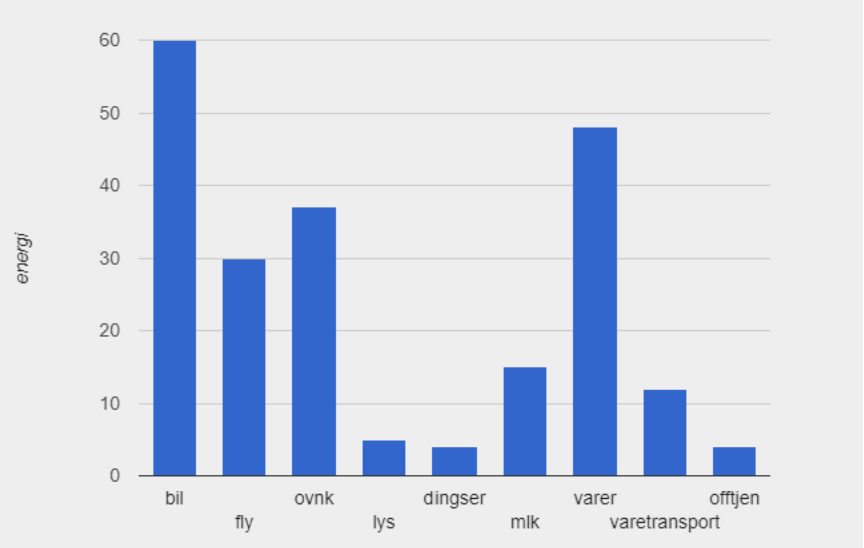 60
50
40
30
20
10
0
energi
bil
fly
ovnk
lys
dingser
mlk
varer
varetransport
offtjen